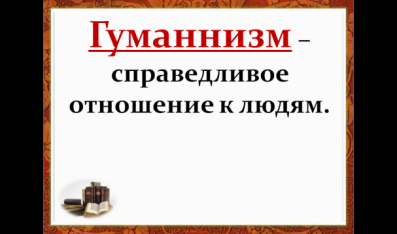 Гуманнизм –
справедливое
отношение к людям.